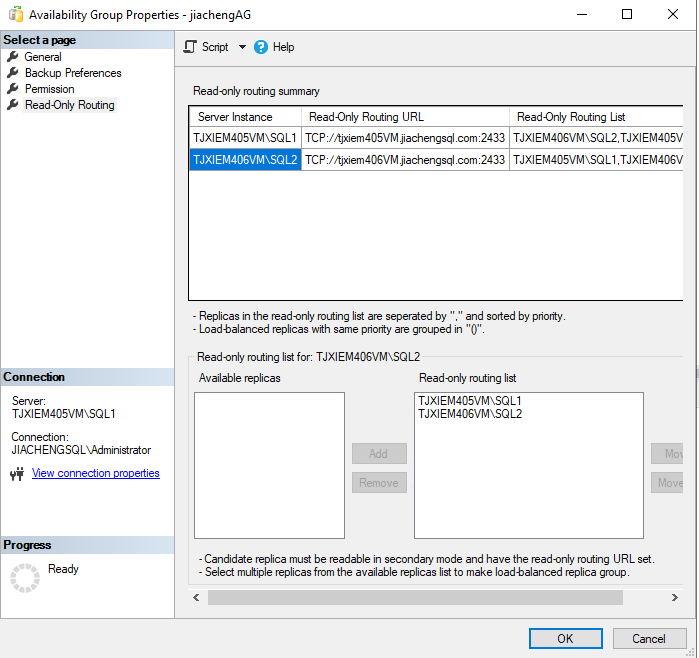 Availability Group Properties - jiachengAG
Select a page
General
Backup Preferences
Permission
Read-Only Routing
Script
Help
Read-only routing summary
Server Instance Read-Only Routing URL Read-Only Routing List
TJXIEM405VM\SQL1 TCP://tjxiem405VM.jiachengsql.com:2433 TJXIEM406VM\SQL2,TJXIEM405V
TJXIEM406VM\SQL2 TCP://tjxiem406VM.jiachengsql.com:2433 TJXIEM405VM\SQL1,TJXIEM406V
- Replicas in the read-only routing list are seperated by "," and sorted by priority.
- Load-balanced replicas with same priority are grouped in "()".
Read-only routing list for: TJXIEM406VM\SQL2
Available replicas
Read-only routing list
TJXIEM405VM\SQL1
TJXIEM406VM\SQL2
Add
Remove
Mov
Move
- Candidate replica must be readable in secondary mode and have the read-only routing URL set.
- Select multiple replicas from the available replicas list to make load-balanced replica group.
Connection
Server:
TJXIEM405VM\SQL1
Connection:
JIACHENGSQL\Administrator
View connection properties
Progress
Ready
OK
Cancel